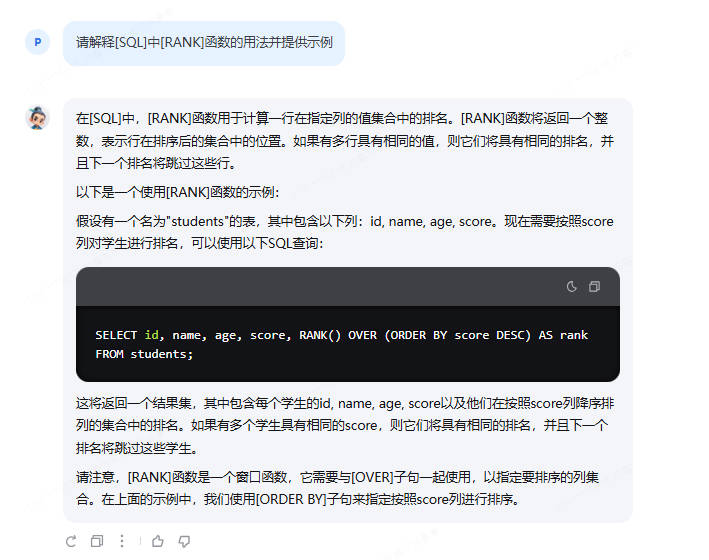 P
请解释[SQL]中[RANK]函数的用法并提供示例
在[SQL]中，[RANK]函数用于计算一行在指定列的值集合中的排名。[RANK]函数将返回一个整
数，表示行在排序后的集合中的位置。如果有多行具有相同的值，则它们将具有相同的排名，并
且下一个排名将跳过这些行。
以下是一个使用[RANK]函数的示例：
假设有一个名为"students"的表，其中包含以下列：id, name, age, score。现在需要按照score
列对学生进行排名，可以使用以下SQL查询：
SELECT id, name, age, score, RANK() OVER (ORDER BY score DESC) AS rank
FROM students;
这将返回一个结果集，其中包含每个学生的id, name, age, score以及他们在按照score列降序排
列的集合中的排名。如果有多个学生具有相同的score，则它们将具有相同的排名，并且下一个
排名将跳过这些学生。
请注意，[RANK]函数是一个窗口函数，它需要与[OVER]子句一起使用，以指定要排序的列集
合。在上面的示例中，我们使用[ORDER BY]子句来指定按照score列进行排序。